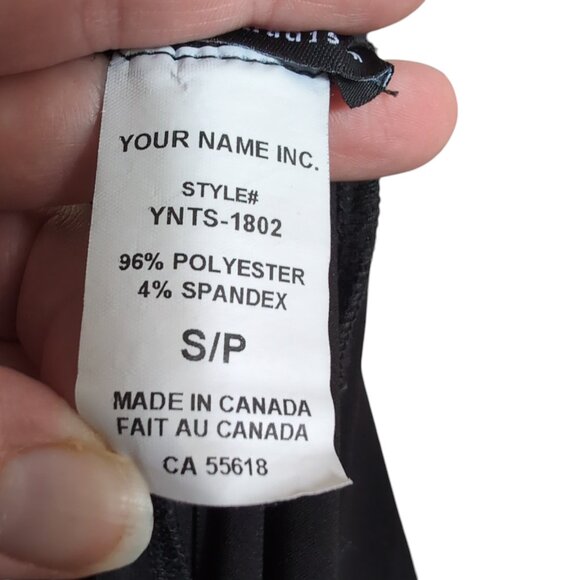 YOUR NAME INC.
STYLE#
YNTS-1802
96% POLYESTER
4% SPANDEX
S/P
MADE IN CANADA
FAIT AU CANADA
CA 55618